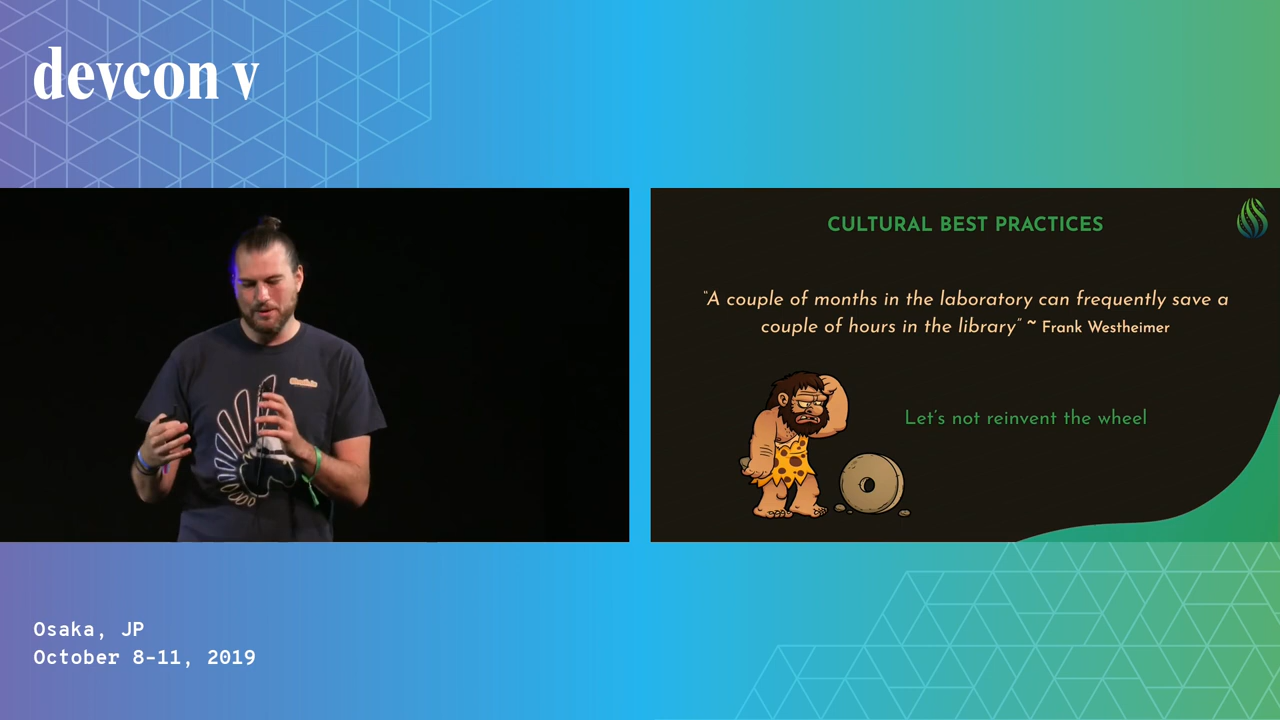 devcon v
CULTURAL BEST PRACTICES
“A couple of months in the laboratory can frequently save a
couple of hours in the library” ~ Frank Westheimer
Let's not reinvent the wheel
Osaka, JP
October 8-11, 2019